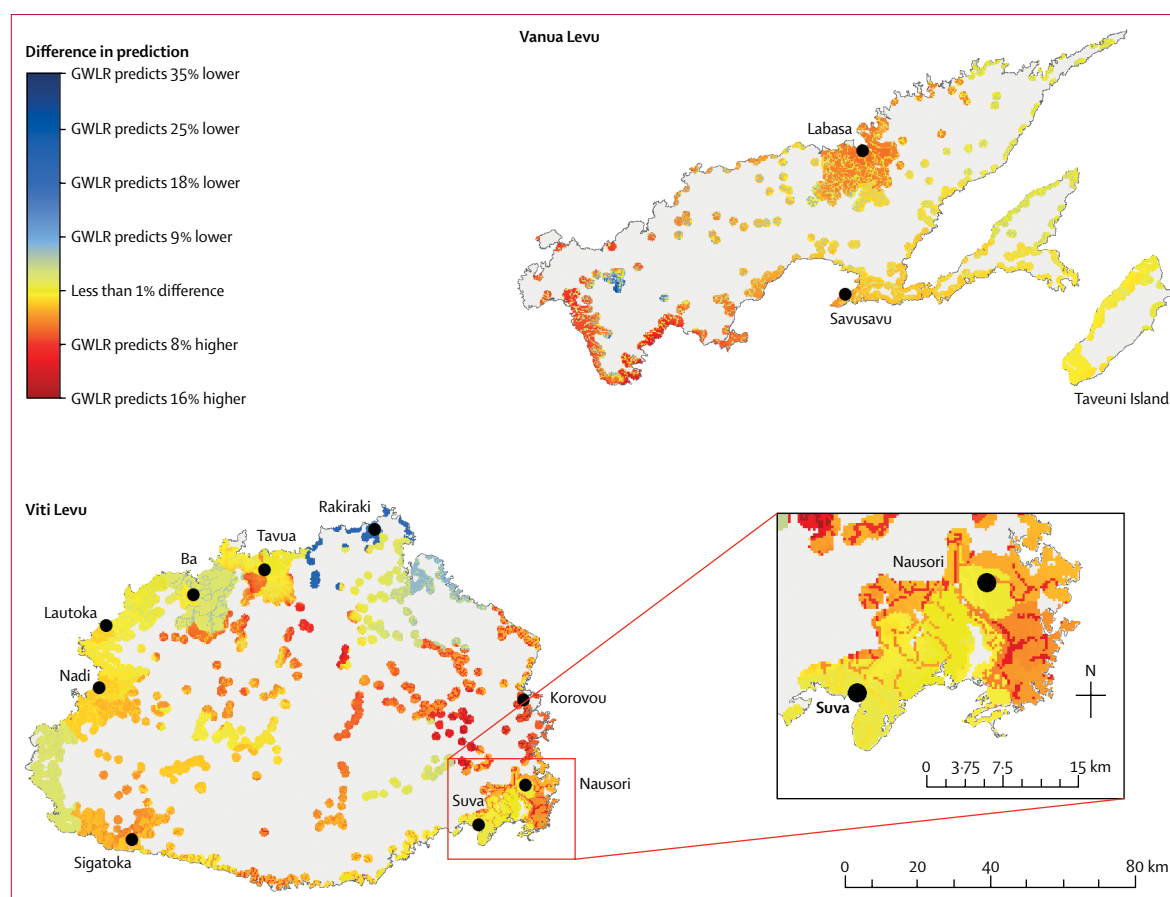 Difference in prediction
GWLR predicts 35% lower
GWLR predicts 25% lower
GWLR predicts 18% lower
GWLR predicts 9% lower
Less than 1% difference
GWLR predicts 8% higher
GWLR predicts 16% higher
Vanua Levu
Labasa
Savusavu
Taveuni Island
Viti Levu
Rakiraki
Tavua
Ba
Lautoka
Nadi
Korovou
Nausori
Suva
Sigatoka
Nausori
Suva
N
0 3·75 7·5 15 km
0 20 40 80 km